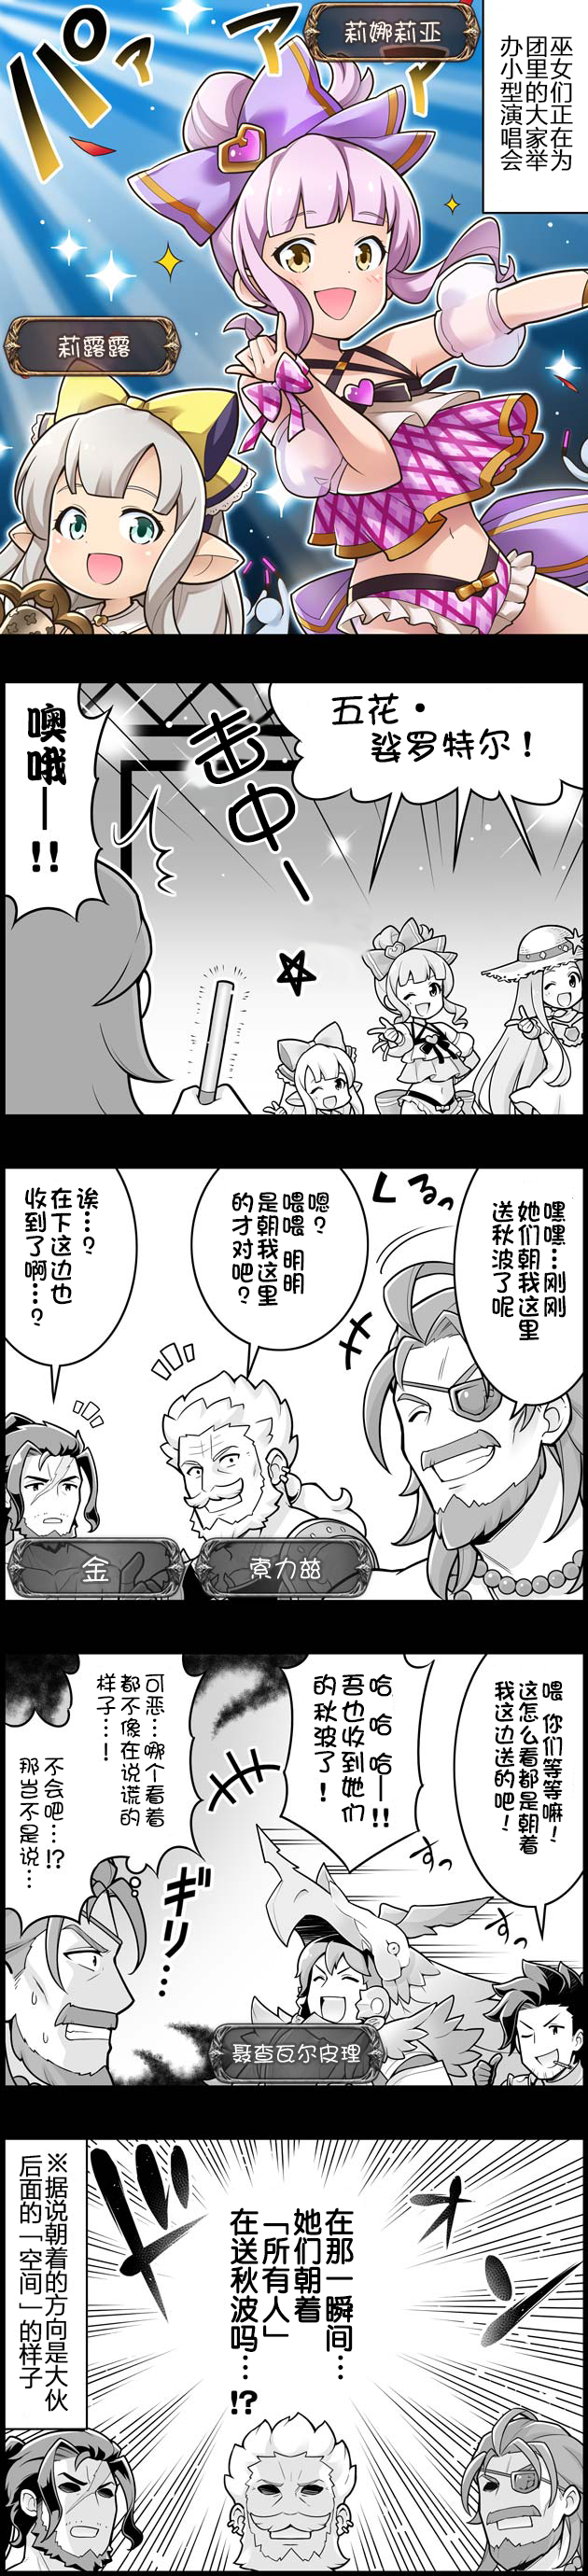 巫女们正在为
团里的大家举
办小型演唱会
莉娜莉亚
パァァ
莉露露
五花·
娑罗特尔！
击中ー
噢哦ー!!
嘿嘿…刚刚
她们朝我这里
送秋波了呢
くるっ
嗯？
喂喂 明明
是朝我这里
的才对吧？
诶…？
在下这边也
收到了啊…？
金
索力兹
喂 你们等等嘛！
这怎么看都是朝着
我这边送的吧！
哈 哈 哈ー!!
吾也收到她们
的秋波了！
すっ
すっ
可恶…哪个看着
都不像在说谎的
样子…！
ギリ…
不会吧…!?
那岂不是说…
聂查瓦尔皮理
ドォン
在那一瞬间…
她们朝着
「所有人」
在送秋波吗…!?
※据说朝着的方向是大伙
后面的「空间」的样子